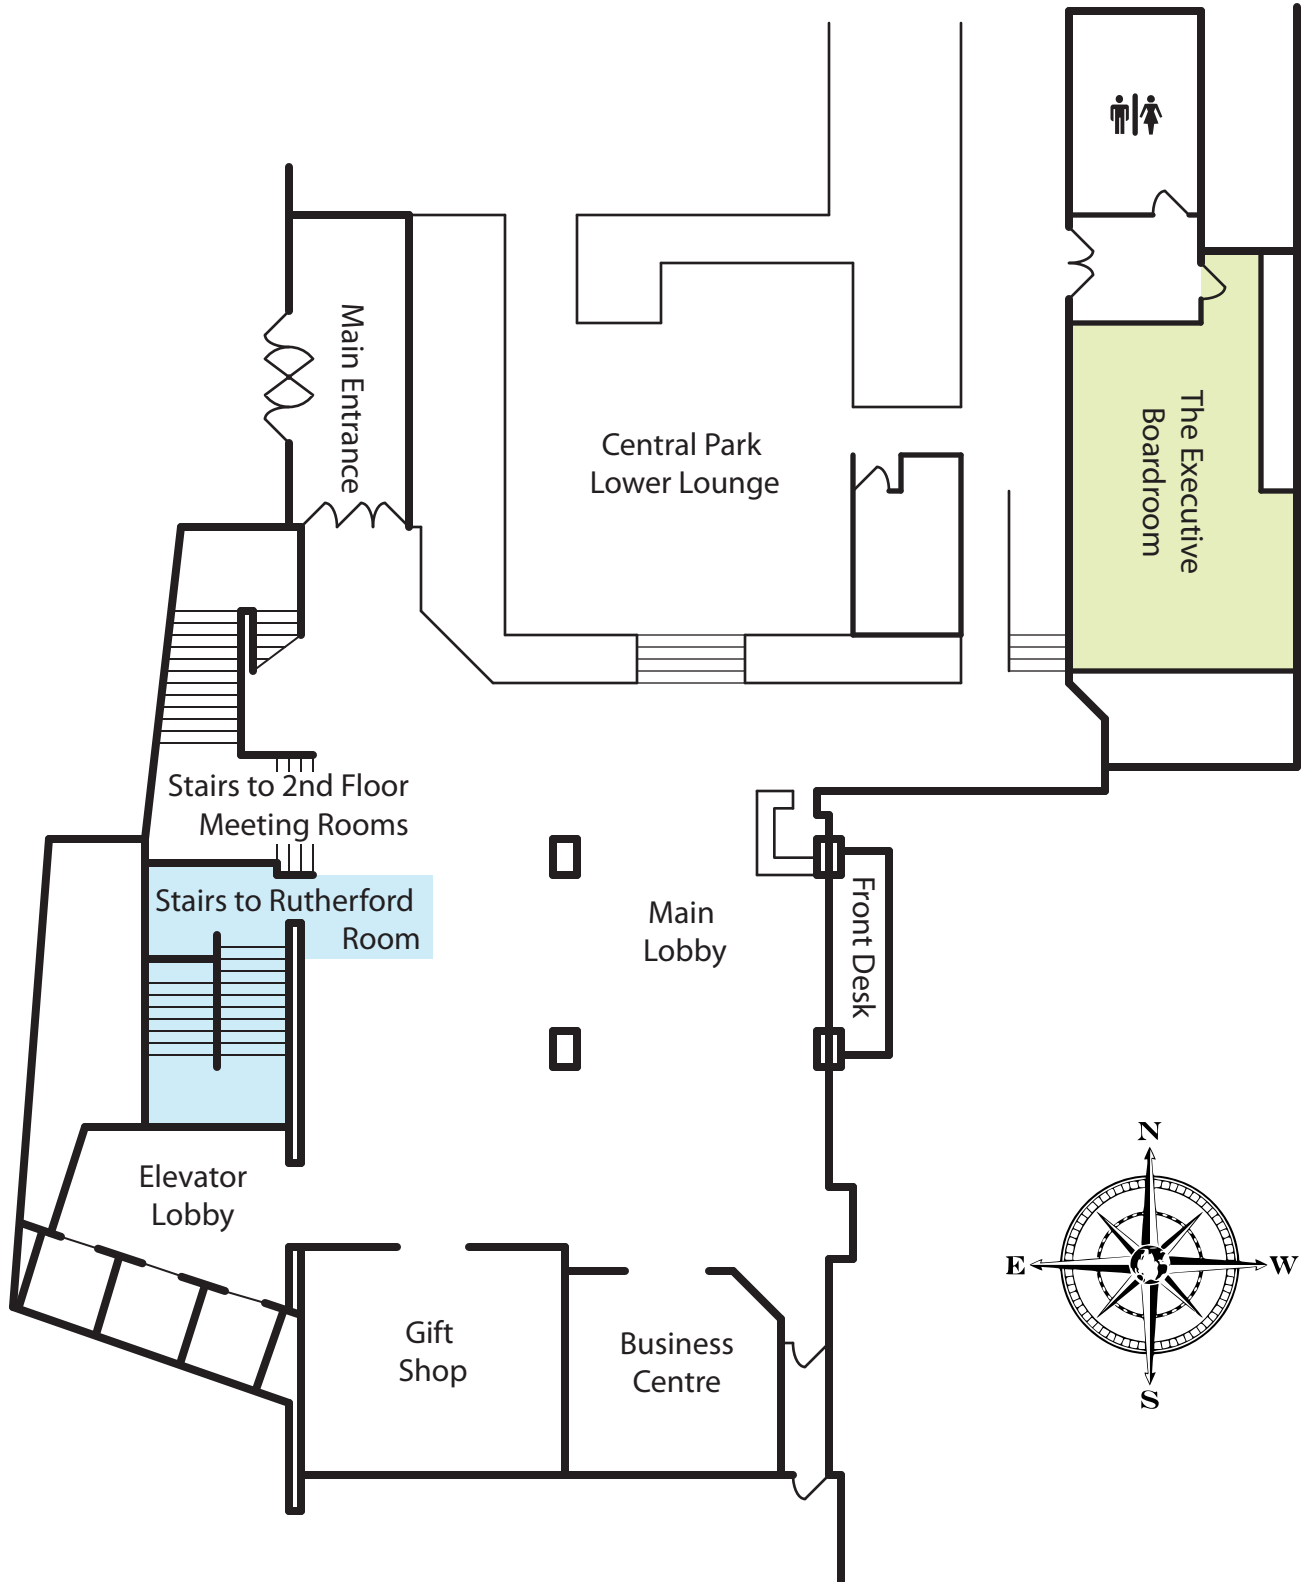 Main Entrance
Central Park
Lower Lounge
The Executive
Boardroom
Stairs to 2nd Floor
Meeting Rooms
Stairs to Rutherford
Room
Main
Lobby
Front Desk
Elevator
Lobby
Gift
Shop
Business
Centre
N
E
W
S